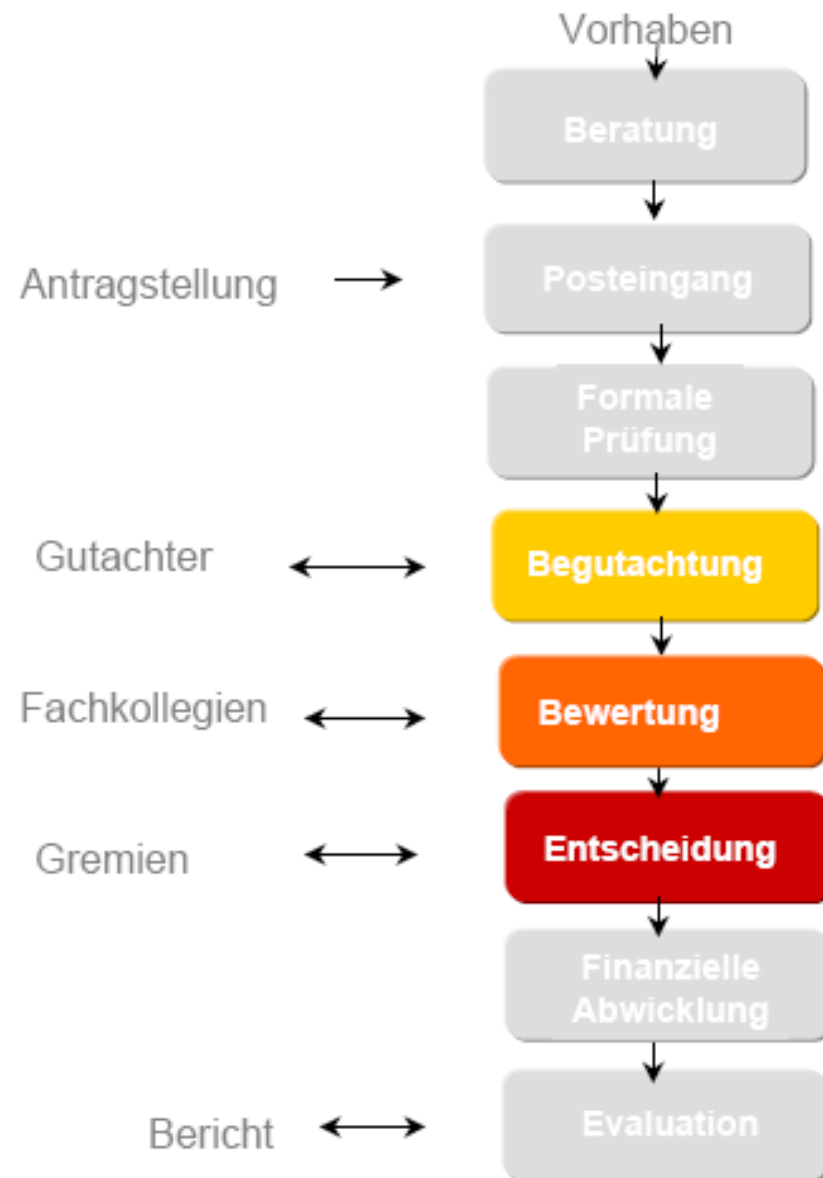 Vorhaben
Beratung
Antragstellung
Posteingang
Formale
Prüfung
Gutachter
Begutachtung
Fachkollegien
Bewertung
Gremien
Entscheidung
Finanzielle
Abwicklung
Bericht
Evaluation